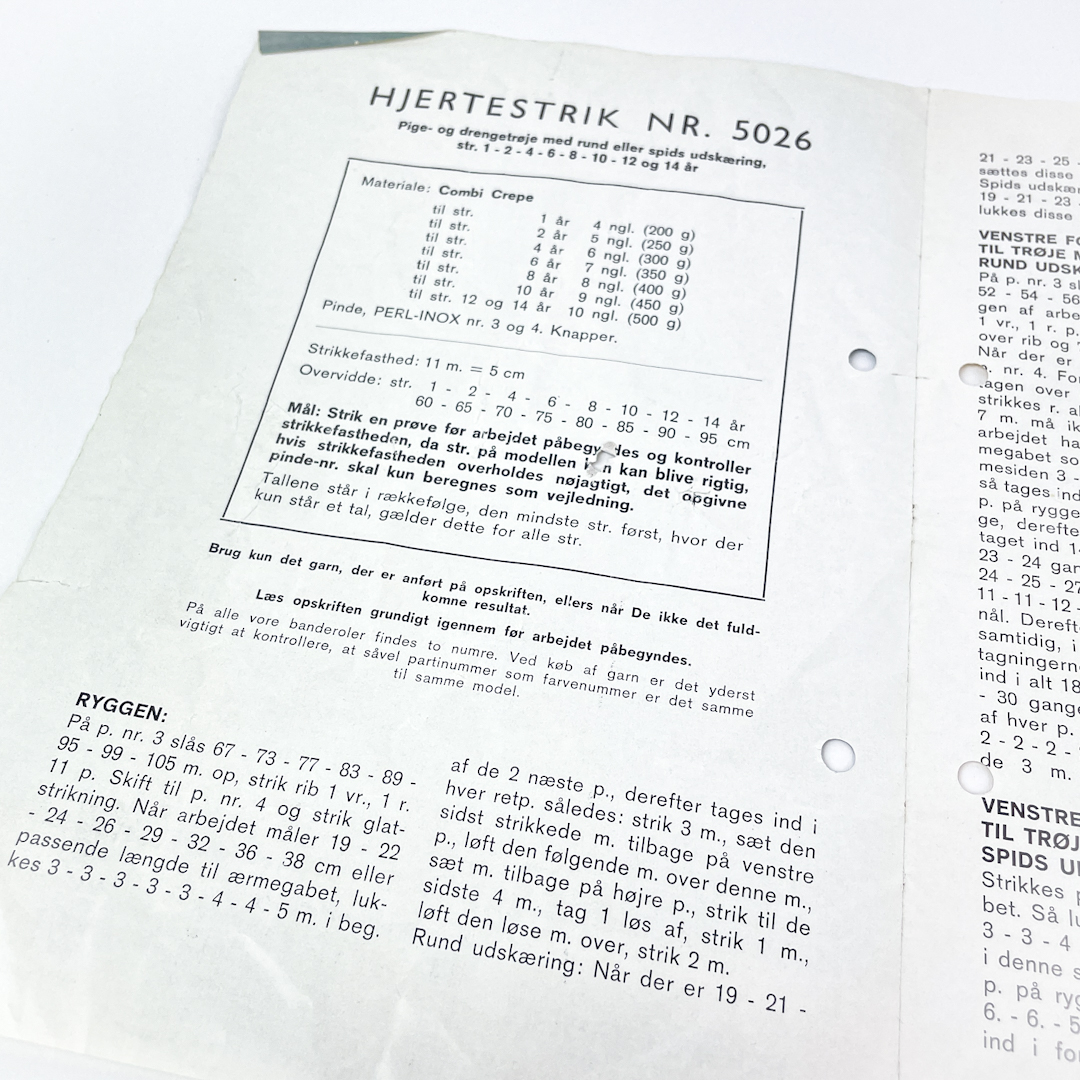 HJERTESTRIK NR. 5026
Pige- og drengetrøje med rund eller spids udskæring,
str. 1 - 2 - 4 - 6 - 8 - 10 - 12 og 14 år
Materiale: Combi Crepe
til str. 1 år 4 ngl. (200 g)
til str. 2 år 5 ngl. (250 g)
til str. 4 år 6 ngl. (300 g)
til str. 6 år 7 ngl. (350 g)
til str. 8 år 8 ngl. (400 g)
til str. 10 år 9 ngl. (450 g)
til str. 12 og 14 år 10 ngl. (500 g)
Pinde, PERL-INOX nr. 3 og 4. Knapper.
Strikkefasthed: 11 m. = 5 cm
Overvidde: str. 1 - 2 - 4 - 6 - 8 - 10 - 12 - 14 år
60 - 65 - 70 - 75 - 80 - 85 - 90 - 95 cm
Mål: Strik en prøve før arbejdet påbegyndes og kontroller
strikkefastheden, da str. på modellen kun kan blive rigtig,
hvis strikkefastheden overholdes nøjagtigt, det opgivne
pinde-nr. skal kun beregnes som vejledning.
Tallene står i rækkefølge, den mindste str. først, hvor der
kun står et tal, gælder dette for alle str.
Brug kun det garn, der er anført på opskriften, ellers når De ikke det fuld-
komne resultat.
Læs opskriften grundigt igennem før arbejdet påbegyndes.
På alle vore banderoler findes to numre. Ved køb af garn er det yderst
vigtigt at kontrollere, at såvel partinummer som farvenummer er det samme
til samme model.
RYGGEN:
På p. nr. 3 slås 67 - 73 - 77 - 83 - 89 -
95 - 99 - 105 m. op, strik rib 1 vr., 1 r.
11 p. Skift til p. nr. 4 og strik glat-
strikning. Når arbejdet måler 19 - 22
- 24 - 26 - 29 - 32 - 36 - 38 cm eller
passende længde til ærmegabet, luk-
kes 3 - 3 - 3 - 3 - 3 - 4 - 4 - 5 m. i beg.
af de 2 næste p., derefter tages ind i
hver retp. således: strik 3 m., sæt den
sidst strikkede m. tilbage på venstre
p., løft den følgende m. over denne m.,
sæt m. tilbage på højre p., strik til de
sidste 4 m., tag 1 løs af, strik 1 m.,
løft den løse m. over, strik 2 m.
Rund udskæring: Når der er 19 - 21 -
21 - 23 - 25 -
sættes disse
Spids udskær
19 - 21 - 23
lukkes disse
VENSTRE FO
TIL TRØJE M
RUND UDSK
På p. nr. 3 sl
52 - 54 - 56
gen af arbe
1 vr., 1 r. p.
over rib og
Når der er
p. nr. 4. For
tagen over
strikkes r. al
7 m. må ik
arbejdet ha
megabet so
mesiden 3 -
så tages ind
p. på rygge
ge, derefte
taget ind 1
23 - 24 gan
24 - 25 - 27
11 - 11 - 12 -
nål. Dereft
samtidig, i
tagningern
ind i alt 18
- 30 gange
af hver p.
2 - 2 - 2 -
de 3 m.
VENSTRE
TIL TRØJ
SPIDS U
Strikkes p
bet. Så lu
3 - 3 - 4
i denne s
p. på ryg
6. - 6. - 5
ind i for